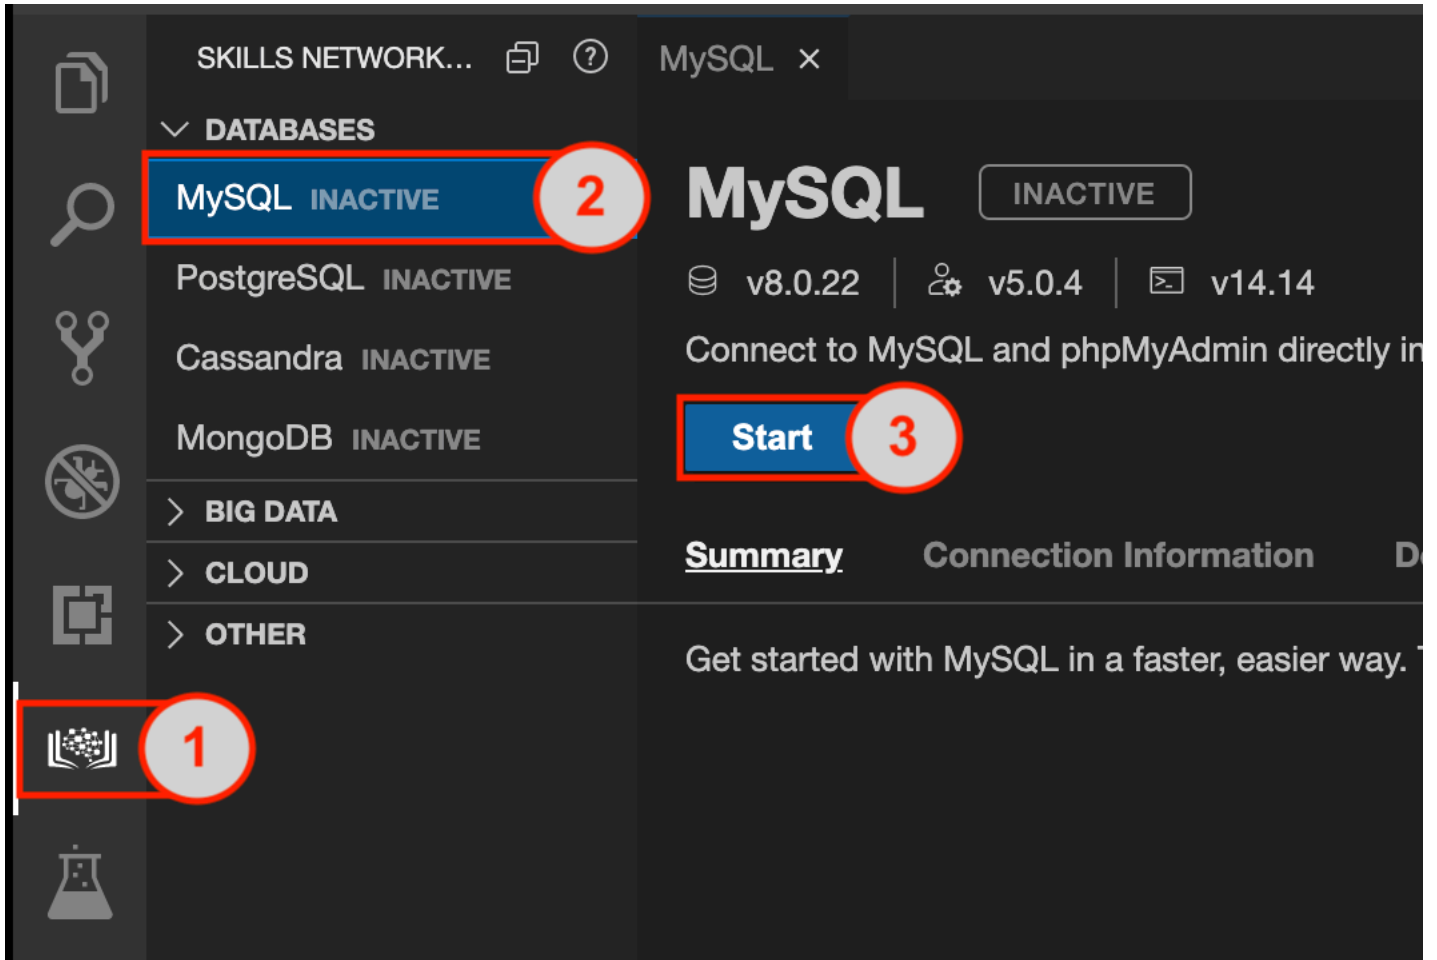 SKILLS NETWORK...
DATABASES
MySQL INACTIVE
2
PostgreSQL INACTIVE
Cassandra INACTIVE
MongoDB INACTIVE
BIG DATA
CLOUD
OTHER
1
MySQL ×
MySQL INACTIVE
v8.0.22 v5.0.4 v14.14
Connect to MySQL and phpMyAdmin directly in
Start
3
Summary Connection Information
Get started with MySQL in a faster, easier way.